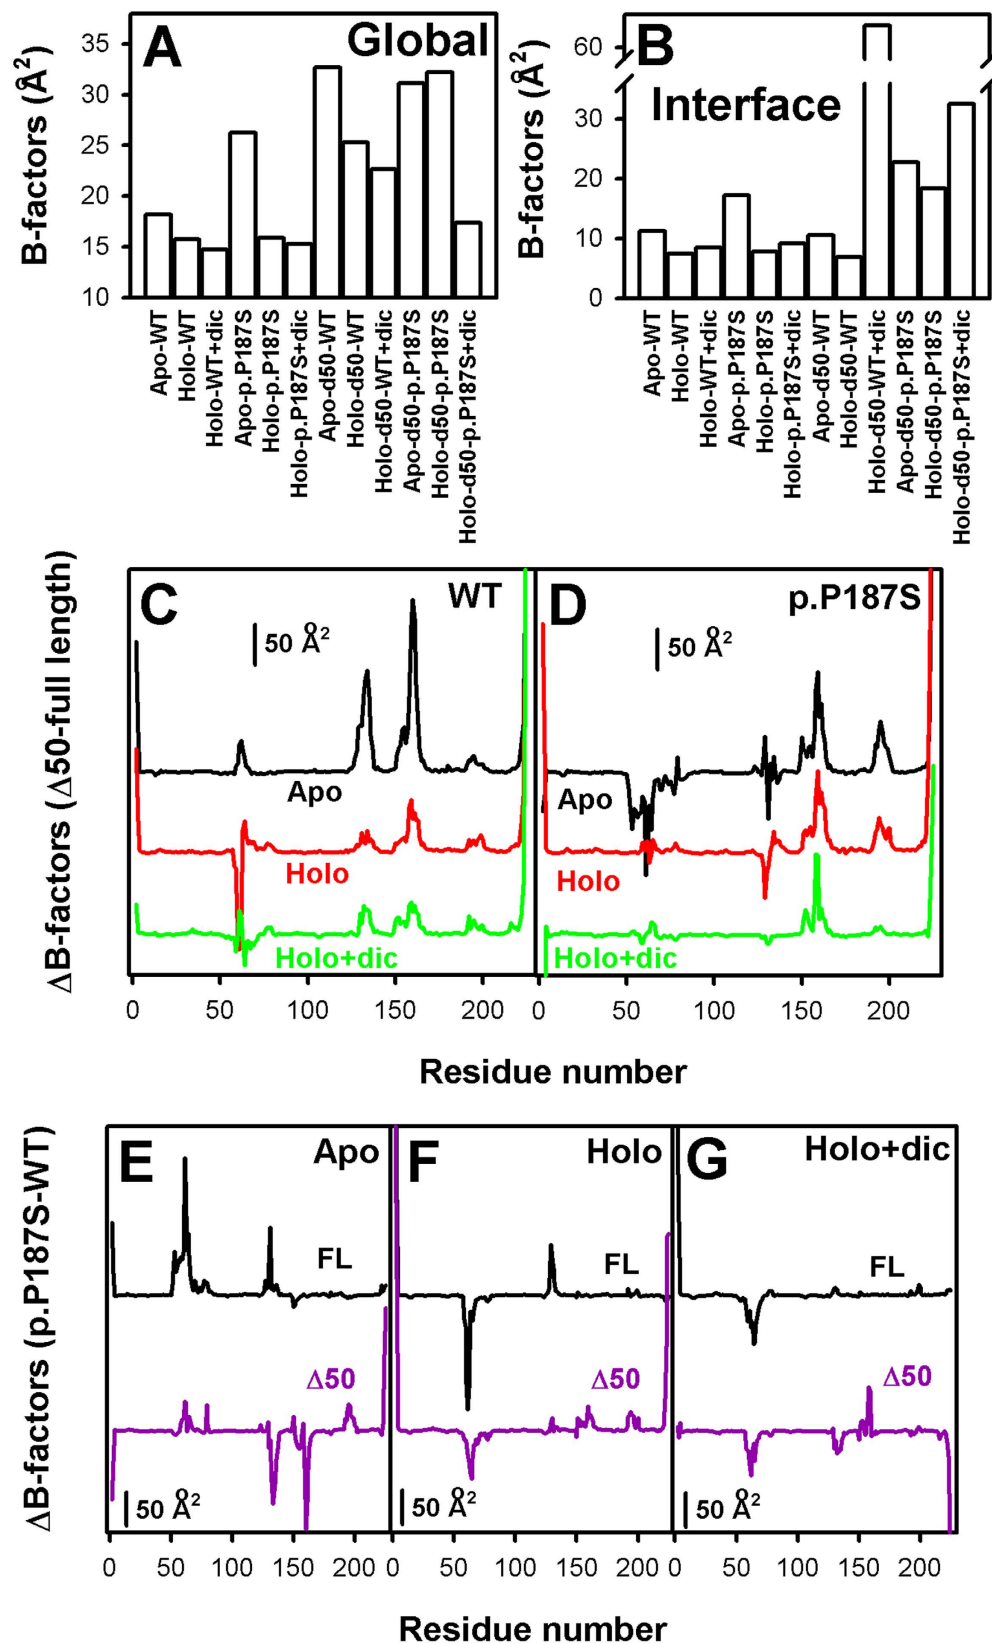 A
Global
B-factors (Å²)
35
30
25
20
15
10
Apo-WT
Holo-WT
Holo-WT+dic
Apo-p.P187S
Holo-p.P187S
Holo-p.P187S+dic
Apo-d50-WT
Holo-d50-WT
Holo-d50-WT+dic
Apo-d50-p.P187S
Holo-d50-p.P187S
Holo-d50-p.P187S+dic
B
Interface
B-factors (Å²)
60
30
20
10
0
Apo-WT
Holo-WT
Holo-WT+dic
Apo-p.P187S
Holo-p.P187S
Holo-p.P187S+dic
Apo-d50-WT
Holo-d50-WT
Holo-d50-WT+dic
Apo-d50-p.P187S
Holo-d50-p.P187S
Holo-d50-p.P187S+dic
ΔB-factors (Δ50-full length)
C
WT
50 Å²
Apo
Holo
Holo+dic
0 50 100 150 200
D
p.P187S
50 Å²
Apo
Holo
Holo+dic
0 50 100 150 200
Residue number
ΔB-factors (p.P187S-WT)
E
Apo
FL
Δ50
50 Å²
0 50 100 150 200
F
Holo
FL
Δ50
50 Å²
0 50 100 150 200
G
Holo+dic
FL
Δ50
50 Å²
0 50 100 150 200
Residue number